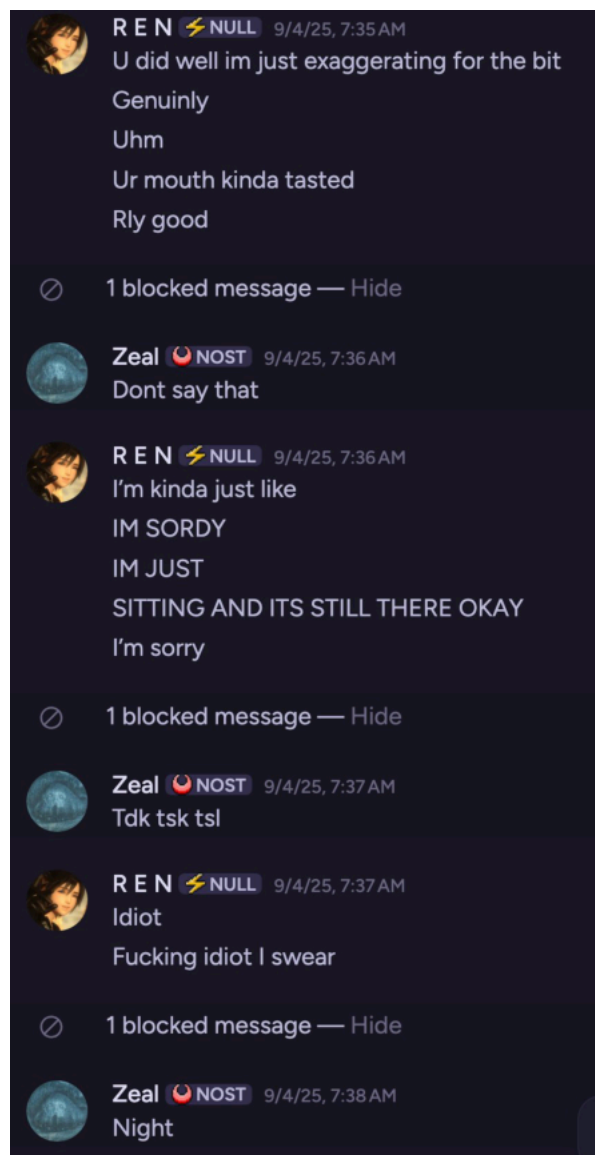 R E N ⚡NULL 9/4/25, 7:35 AM
U did well im just exaggerating for the bit
Genuinly
Uhm
Ur mouth kinda tasted
Rly good
1 blocked message — Hide
Zeal NOST 9/4/25, 7:36 AM
Dont say that
R E N ⚡NULL 9/4/25, 7:36 AM
I'm kinda just like
IM SORDY
IM JUST
SITTING AND ITS STILL THERE OKAY
I'm sorry
1 blocked message — Hide
Zeal NOST 9/4/25, 7:37 AM
Tdk tsk tsl
R E N ⚡NULL 9/4/25, 7:37 AM
Idiot
Fucking idiot I swear
1 blocked message — Hide
Zeal NOST 9/4/25, 7:38 AM
Night